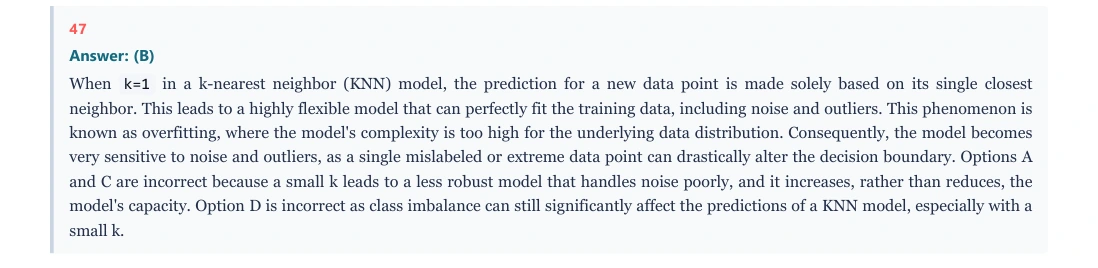 47
Answer: (B)
When k=1 in a k-nearest neighbor (KNN) model, the prediction for a new data point is made solely based on its single closest
neighbor. This leads to a highly flexible model that can perfectly fit the training data, including noise and outliers. This phenomenon is
known as overfitting, where the model's complexity is too high for the underlying data distribution. Consequently, the model becomes
very sensitive to noise and outliers, as a single mislabeled or extreme data point can drastically alter the decision boundary. Options A
and C are incorrect because a small k leads to a less robust model that handles noise poorly, and it increases, rather than reduces, the
model's capacity. Option D is incorrect as class imbalance can still significantly affect the predictions of a KNN model, especially with a
small k.